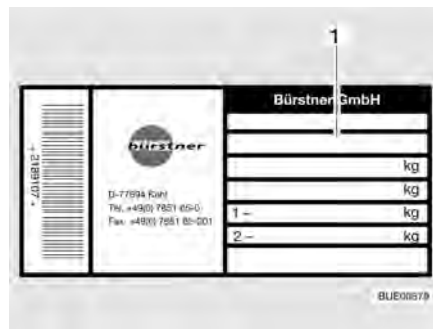 1
Bürstner GmbH
+ 2189107 +
bürstner
kg
D-77694 Kehl
kg
Tel. +49(0) 7851 85-0
1 – kg
Fax. +49(0) 7851 85-201
2 – kg